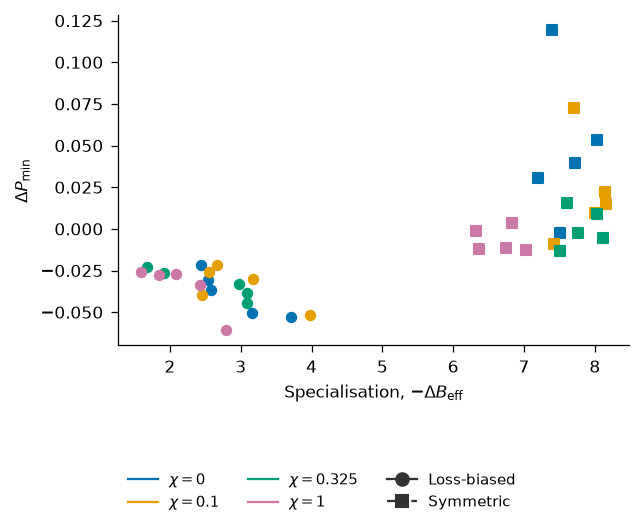 0.125
0.100
0.075
0.050
0.025
0.000
−0.025
−0.050
ΔP_min
2 3 4 5 6 7 8
Specialisation, −ΔB_eff
χ = 0 χ = 0.325 Loss-biased
χ = 0.1 χ = 1 Symmetric